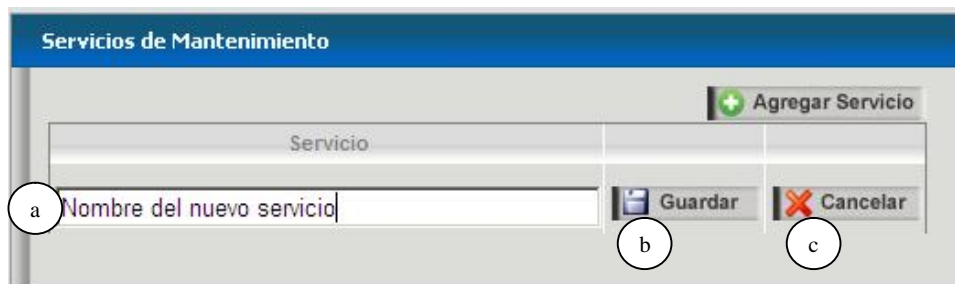 Servicios de Mantenimiento
Agregar Servicio
Servicio
a Nombre del nuevo servicio Guardar Cancelar
b c